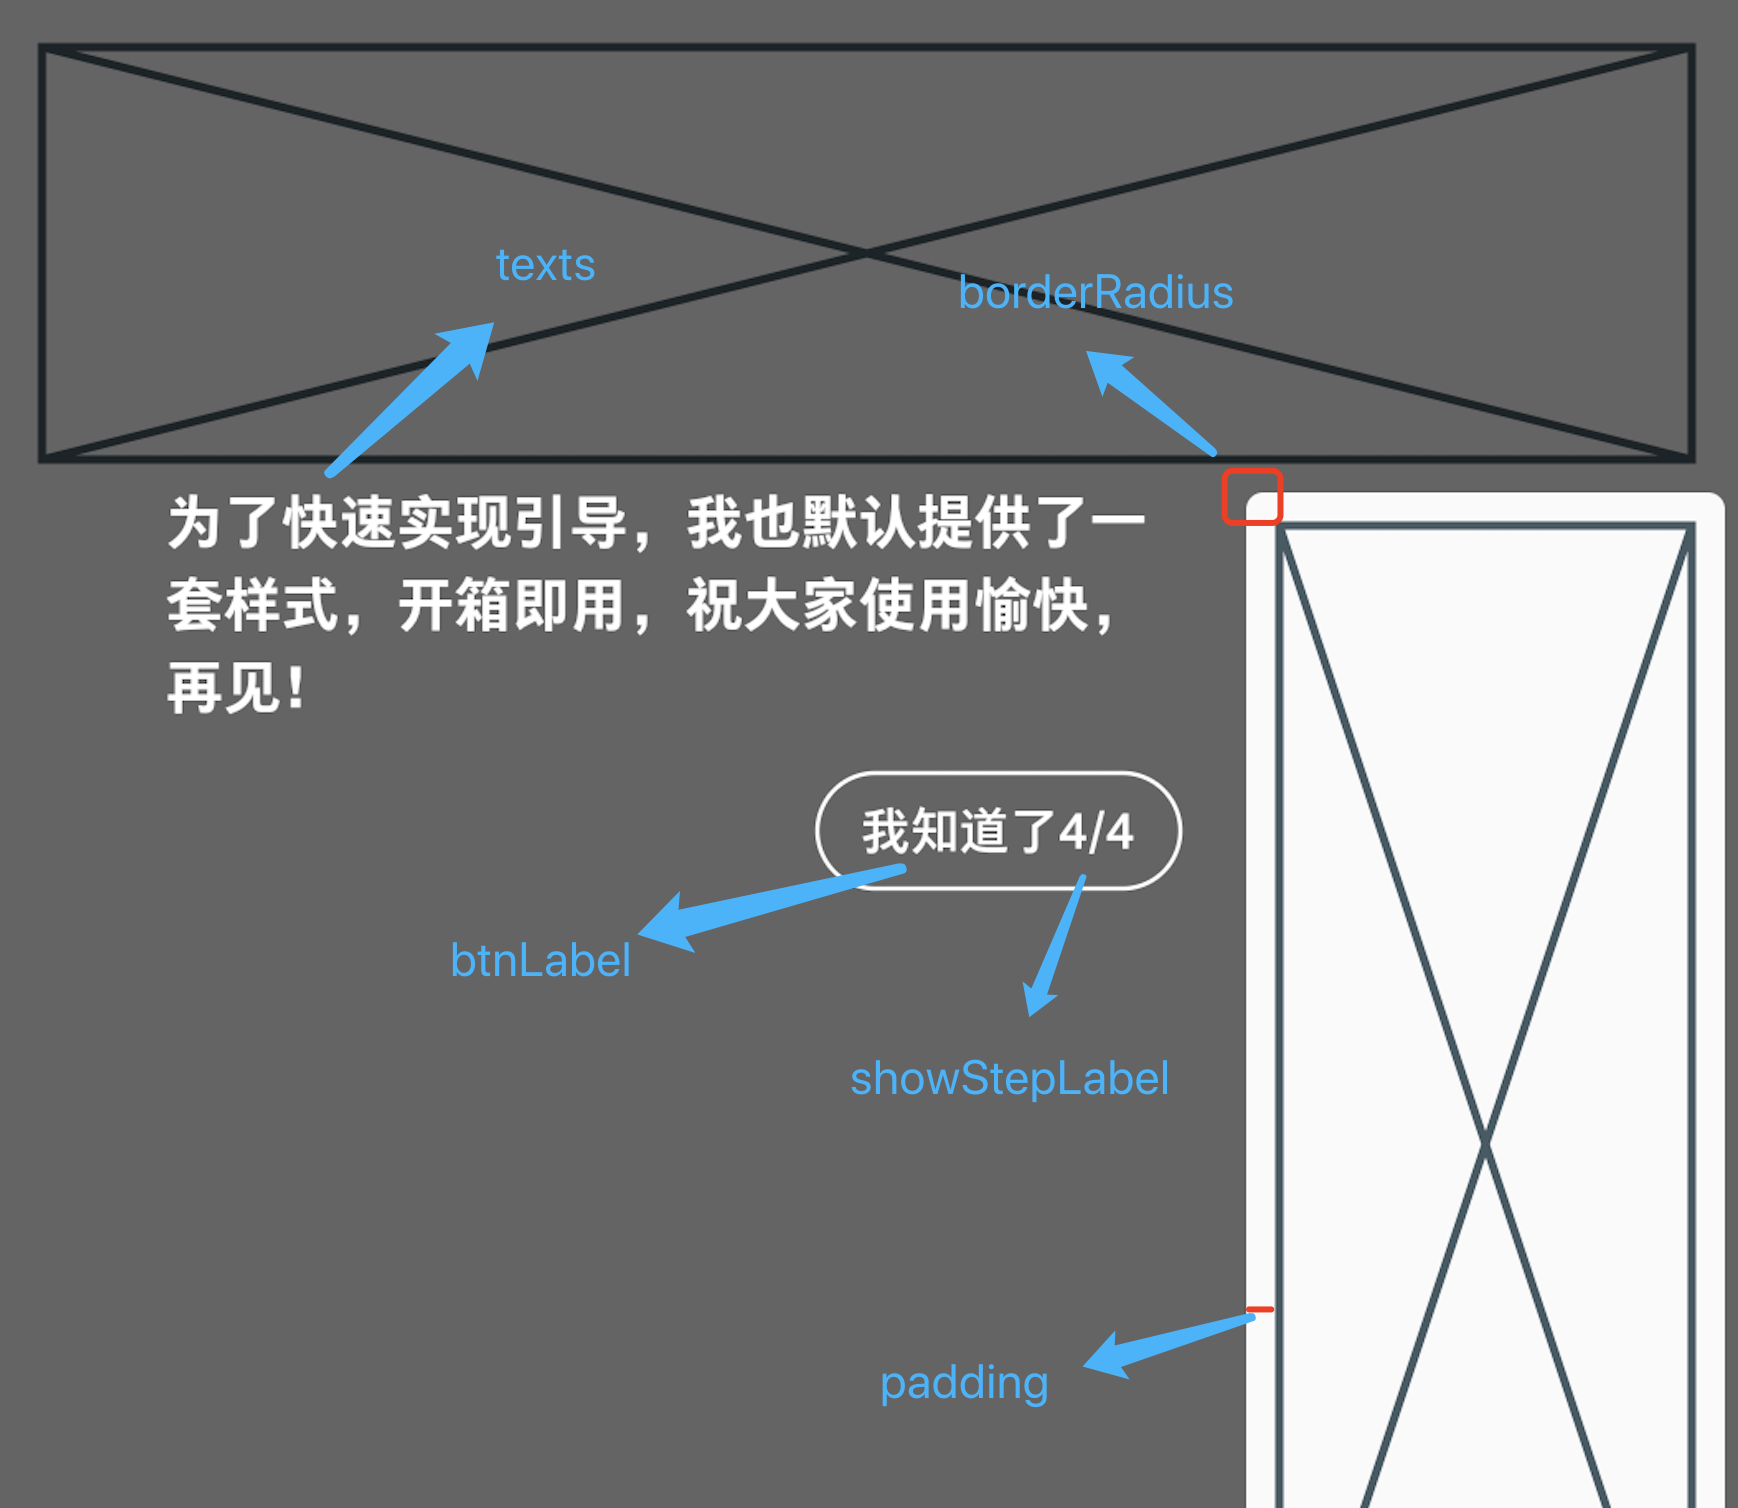 texts
borderRadius
为了快速实现引导，我也默认提供了一
套样式，开箱即用，祝大家使用愉快，
再见！
我知道了4/4
btnLabel
showStepLabel
padding